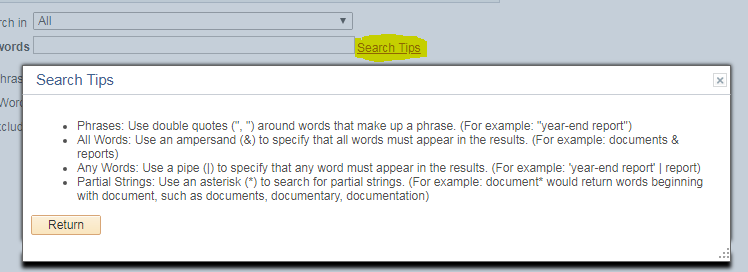 rch in All
words Search Tips
hras
Search Tips
Word
xclud
• Phrases: Use double quotes (", ") around words that make up a phrase. (For example: "year-end report")
• All Words: Use an ampersand (&) to specify that all words must appear in the results. (For example: documents &
reports)
• Any Words: Use a pipe (|) to specify that any word must appear in the results. (For example: 'year-end report' | report)
• Partial Strings: Use an asterisk (*) to search for partial strings. (For example: document* would return words beginning
with document, such as documents, documentary, documentation)
Return